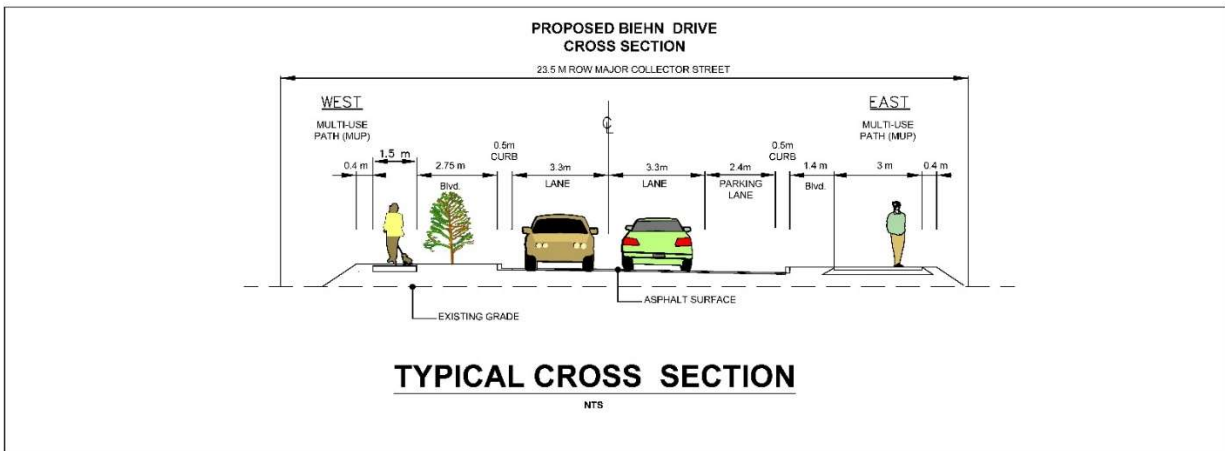 PROPOSED BIEHN DRIVE
CROSS SECTION
23.5 M ROW MAJOR COLLECTOR STREET
WEST
EAST
MULTI-USE
PATH (MUP)
℄
MULTI-USE
PATH (MUP)
0.4 m
1.5 m
2.75 m
Blvd.
0.5m
CURB
3.3m
LANE
3.3m
LANE
2.4m
PARKING
LANE
0.5m
CURB
1.4 m
Blvd.
3 m
0.4 m
ASPHALT SURFACE
EXISTING GRADE
TYPICAL CROSS SECTION
NTS